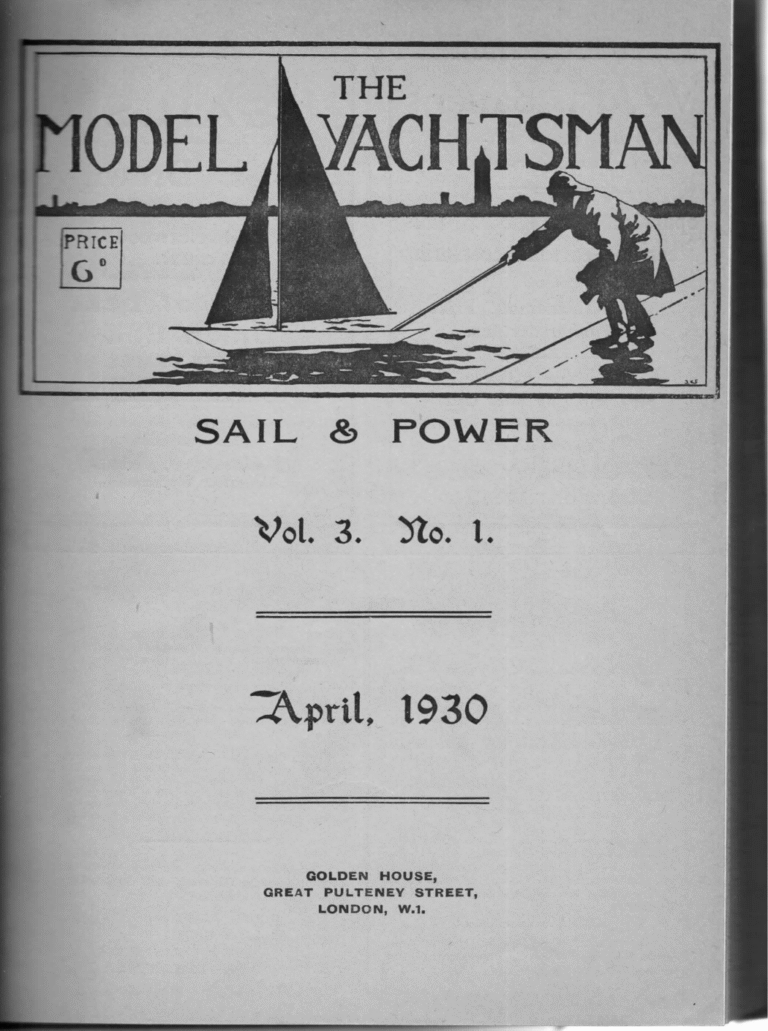 THE
MODEL YACHTSMAN
PRICE
6D
SAIL & POWER
Vol. 3. No. 1.
April, 1930
GOLDEN HOUSE,
GREAT PULTENEY STREET,
LONDON, W.1.